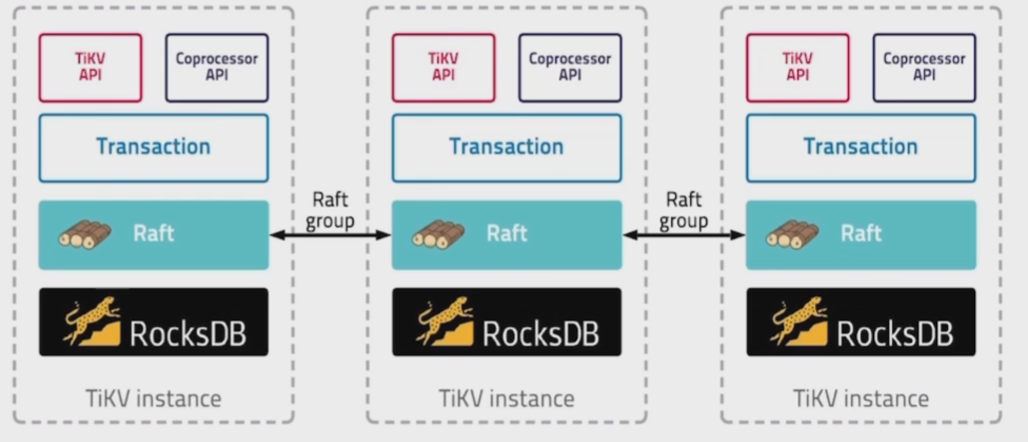 TiKV
API
Coprocessor
API
Transaction
Raft
RocksDB
TiKV instance
Raft
group
TiKV
API
Coprocessor
API
Transaction
Raft
RocksDB
TiKV instance
Raft
group
TiKV
API
Coprocessor
API
Transaction
Raft
RocksDB
TiKV instance